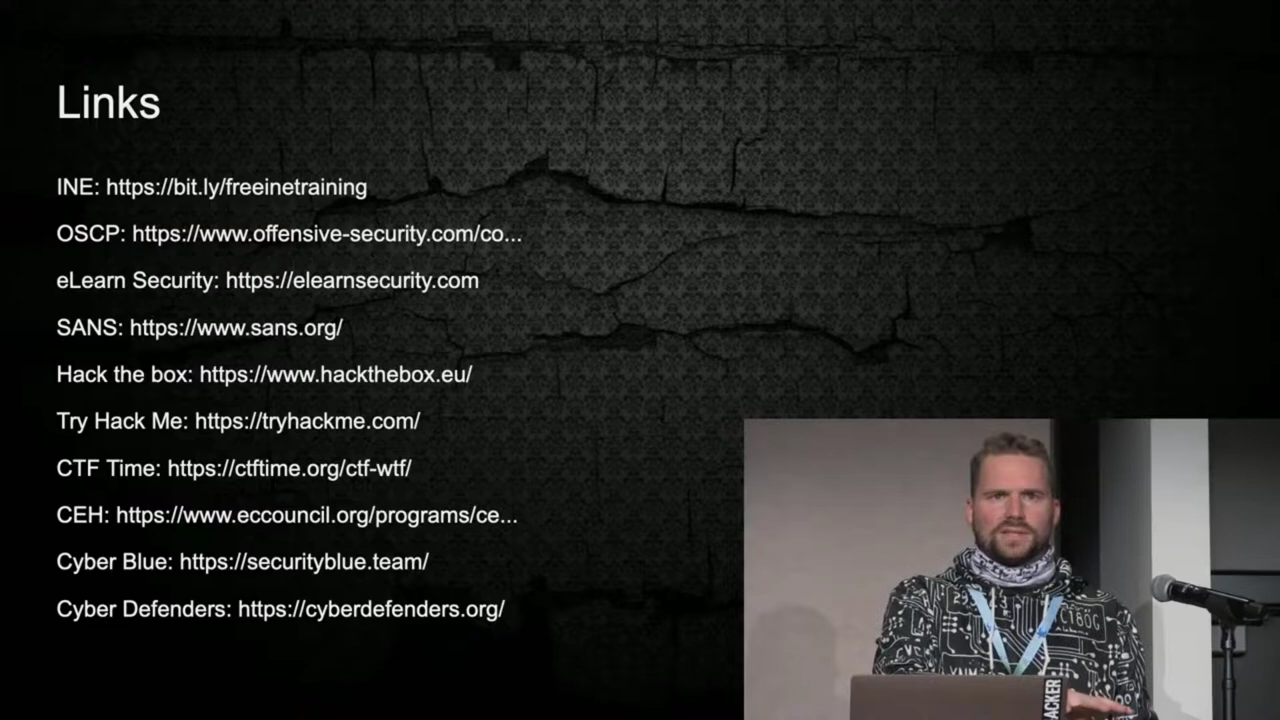 Links
INE: https://bit.ly/freeinetraining
OSCP: https://www.offensive-security.com/co...
eLearn Security: https://elearnsecurity.com
SANS: https://www.sans.org/
Hack the box: https://www.hackthebox.eu/
Try Hack Me: https://tryhackme.com/
CTF Time: https://ctftime.org/ctf-wtf/
CEH: https://www.eccouncil.org/programs/ce...
Cyber Blue: https://securityblue.team/
Cyber Defenders: https://cyberdefenders.org/
ACKER